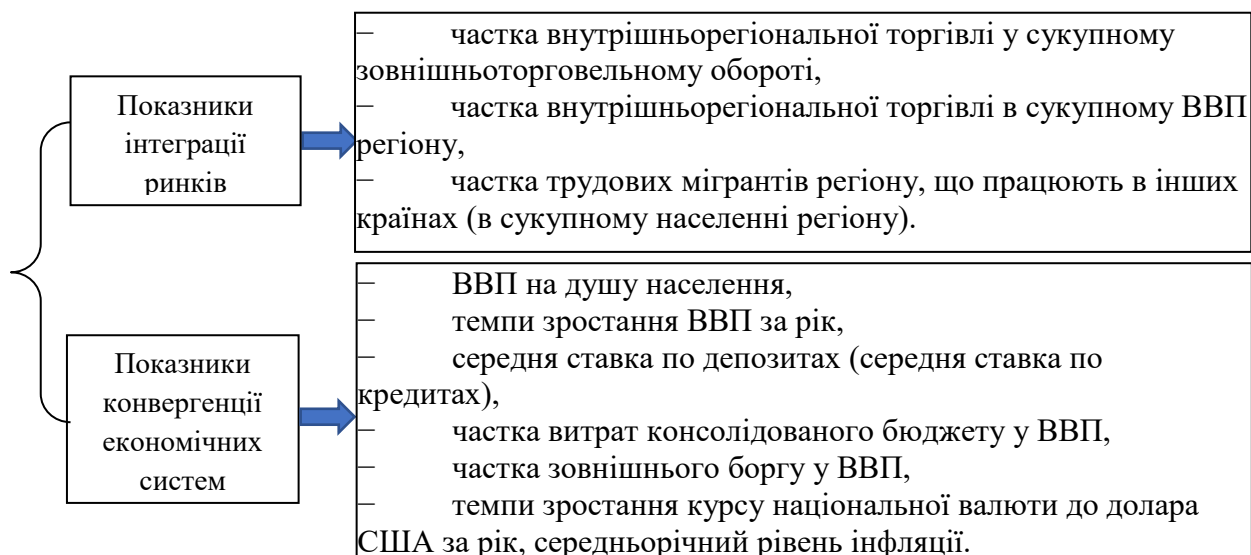 Показники
інтеграції
ринків
– частка внутрішньорегіональної торгівлі у сукупному
зовнішньоторговельному обороті,
– частка внутрішньорегіональної торгівлі в сукупному ВВП
регіону,
– частка трудових мігрантів регіону, що працюють в інших
країнах (в сукупному населенні регіону).
Показники
конвергенції
економічних
систем
– ВВП на душу населення,
– темпи зростання ВВП за рік,
– середня ставка по депозитах (середня ставка по
кредитах),
– частка витрат консолідованого бюджету у ВВП,
– частка зовнішнього боргу у ВВП,
– темпи зростання курсу національної валюти до долара
США за рік, середньорічний рівень інфляції.